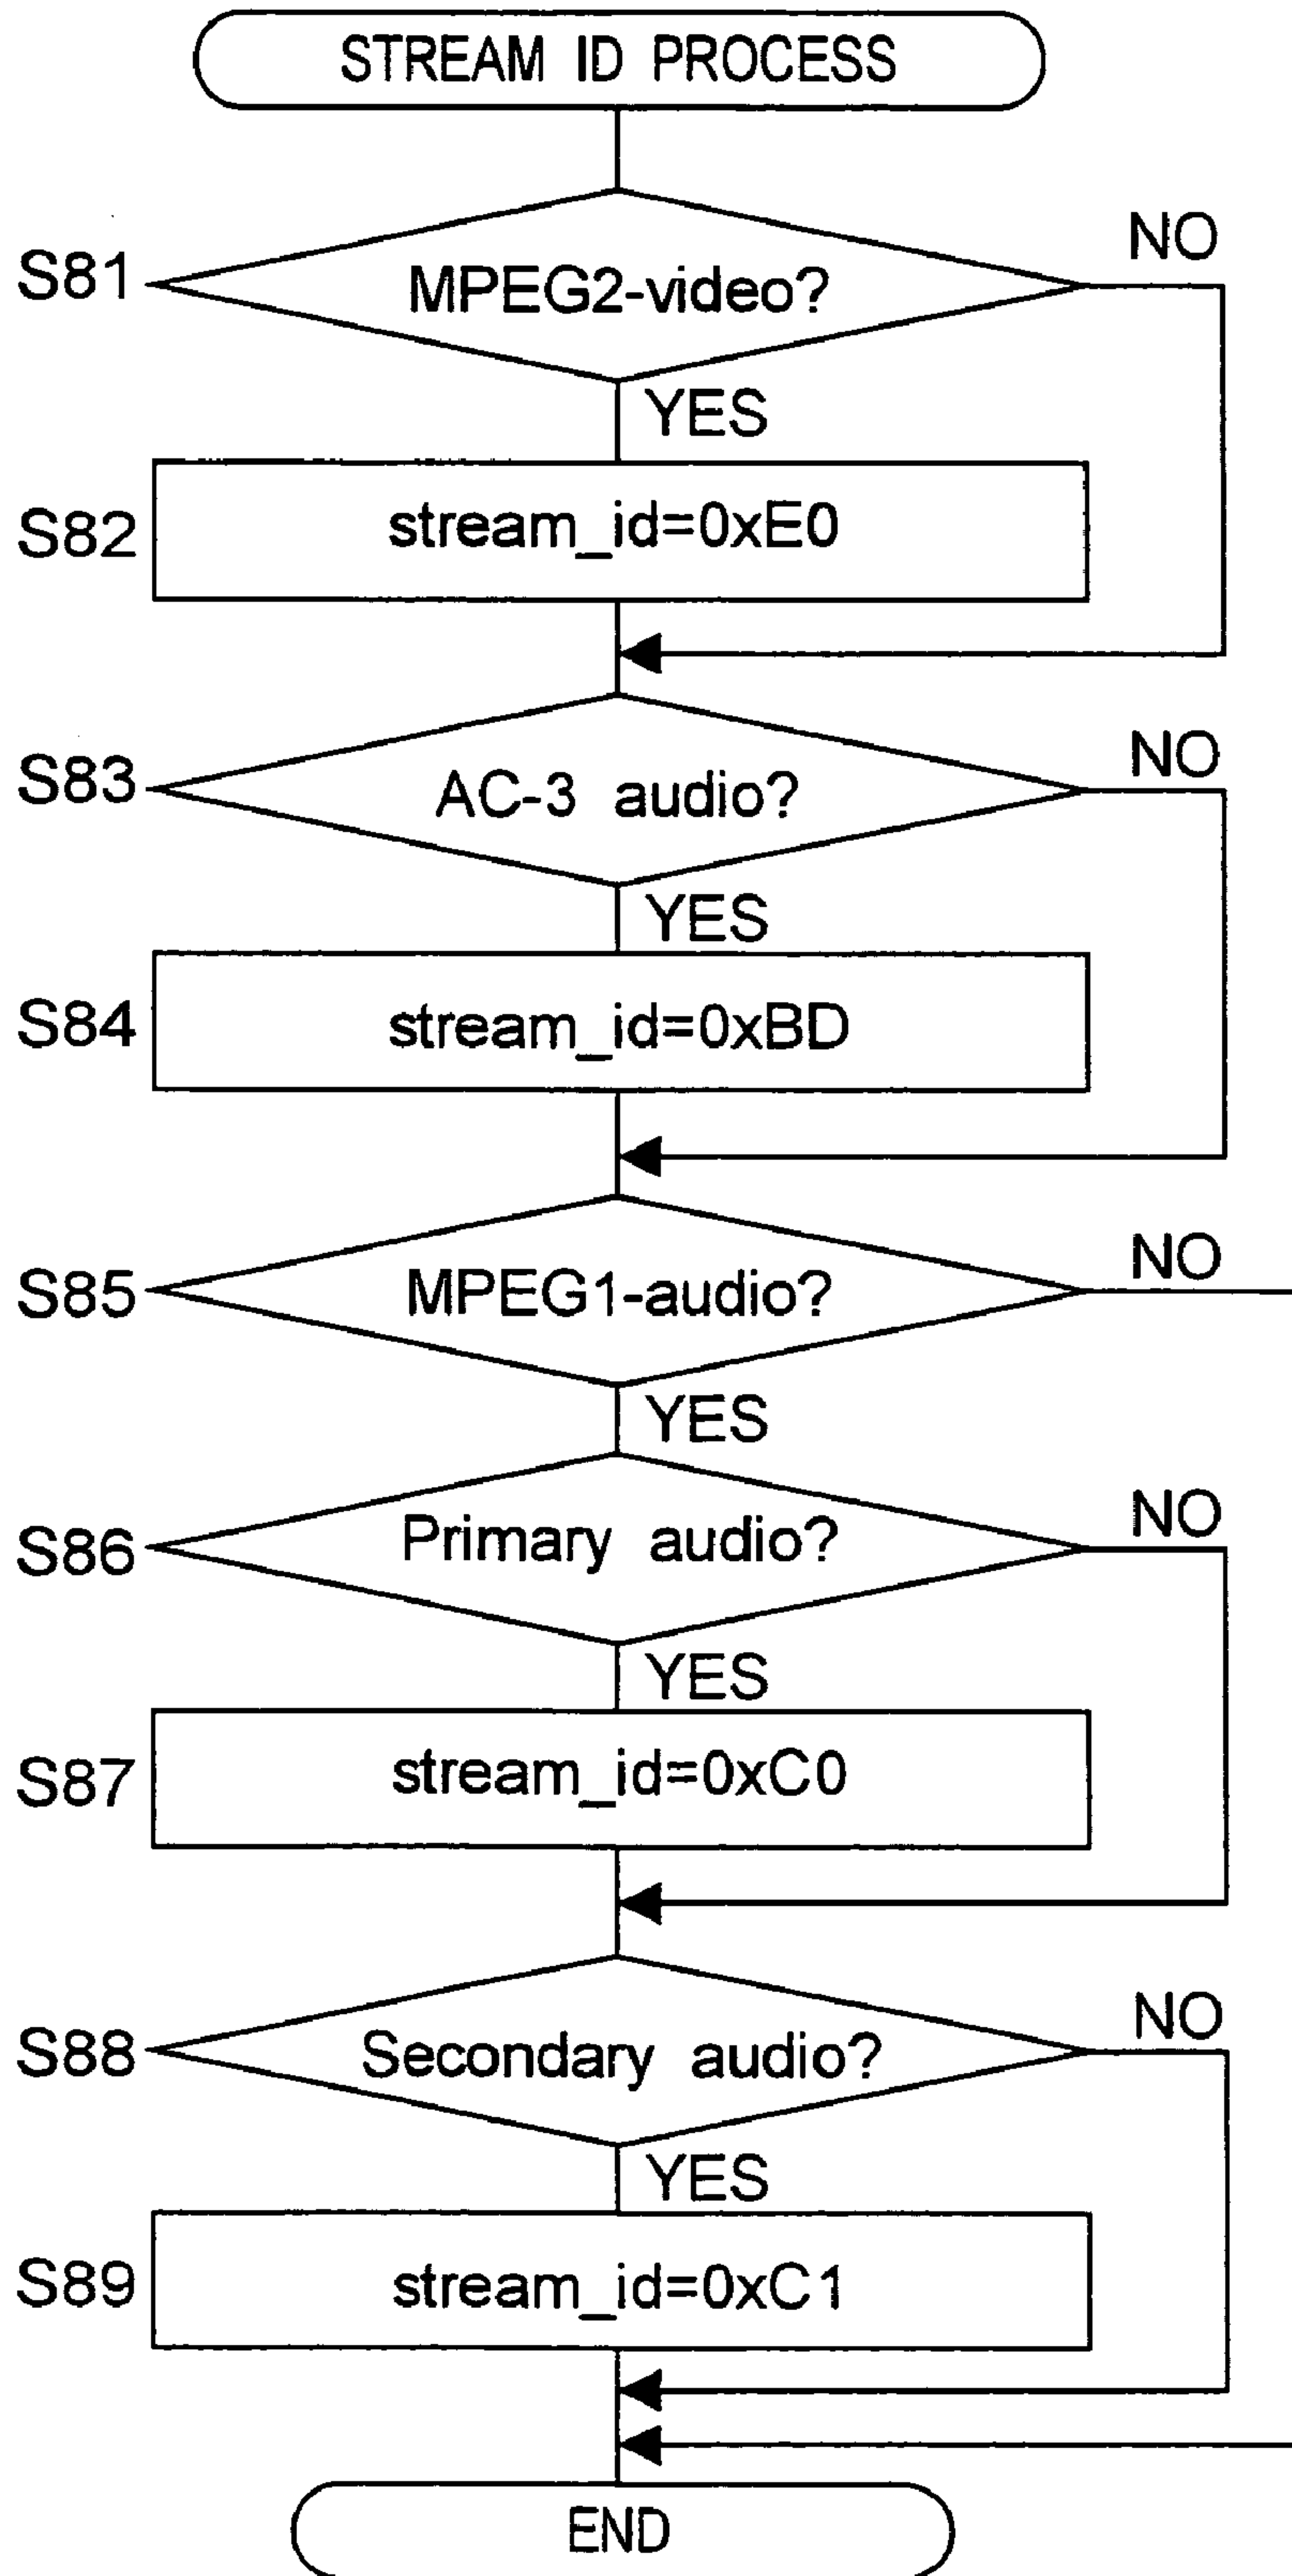 STREAM ID PROCESS
NO
S81
MPEG2-video?
YES
S82
stream_id=0xE0
NO
S83
AC-3 audio?
YES
S84
stream_id=0xBD
NO
S85
MPEG1-audio?
YES
NO
S86
Primary audio?
YES
S87
stream_id=0xC0
NO
S88
Secondary audio?
YES
S89
stream_id=0xC1
END